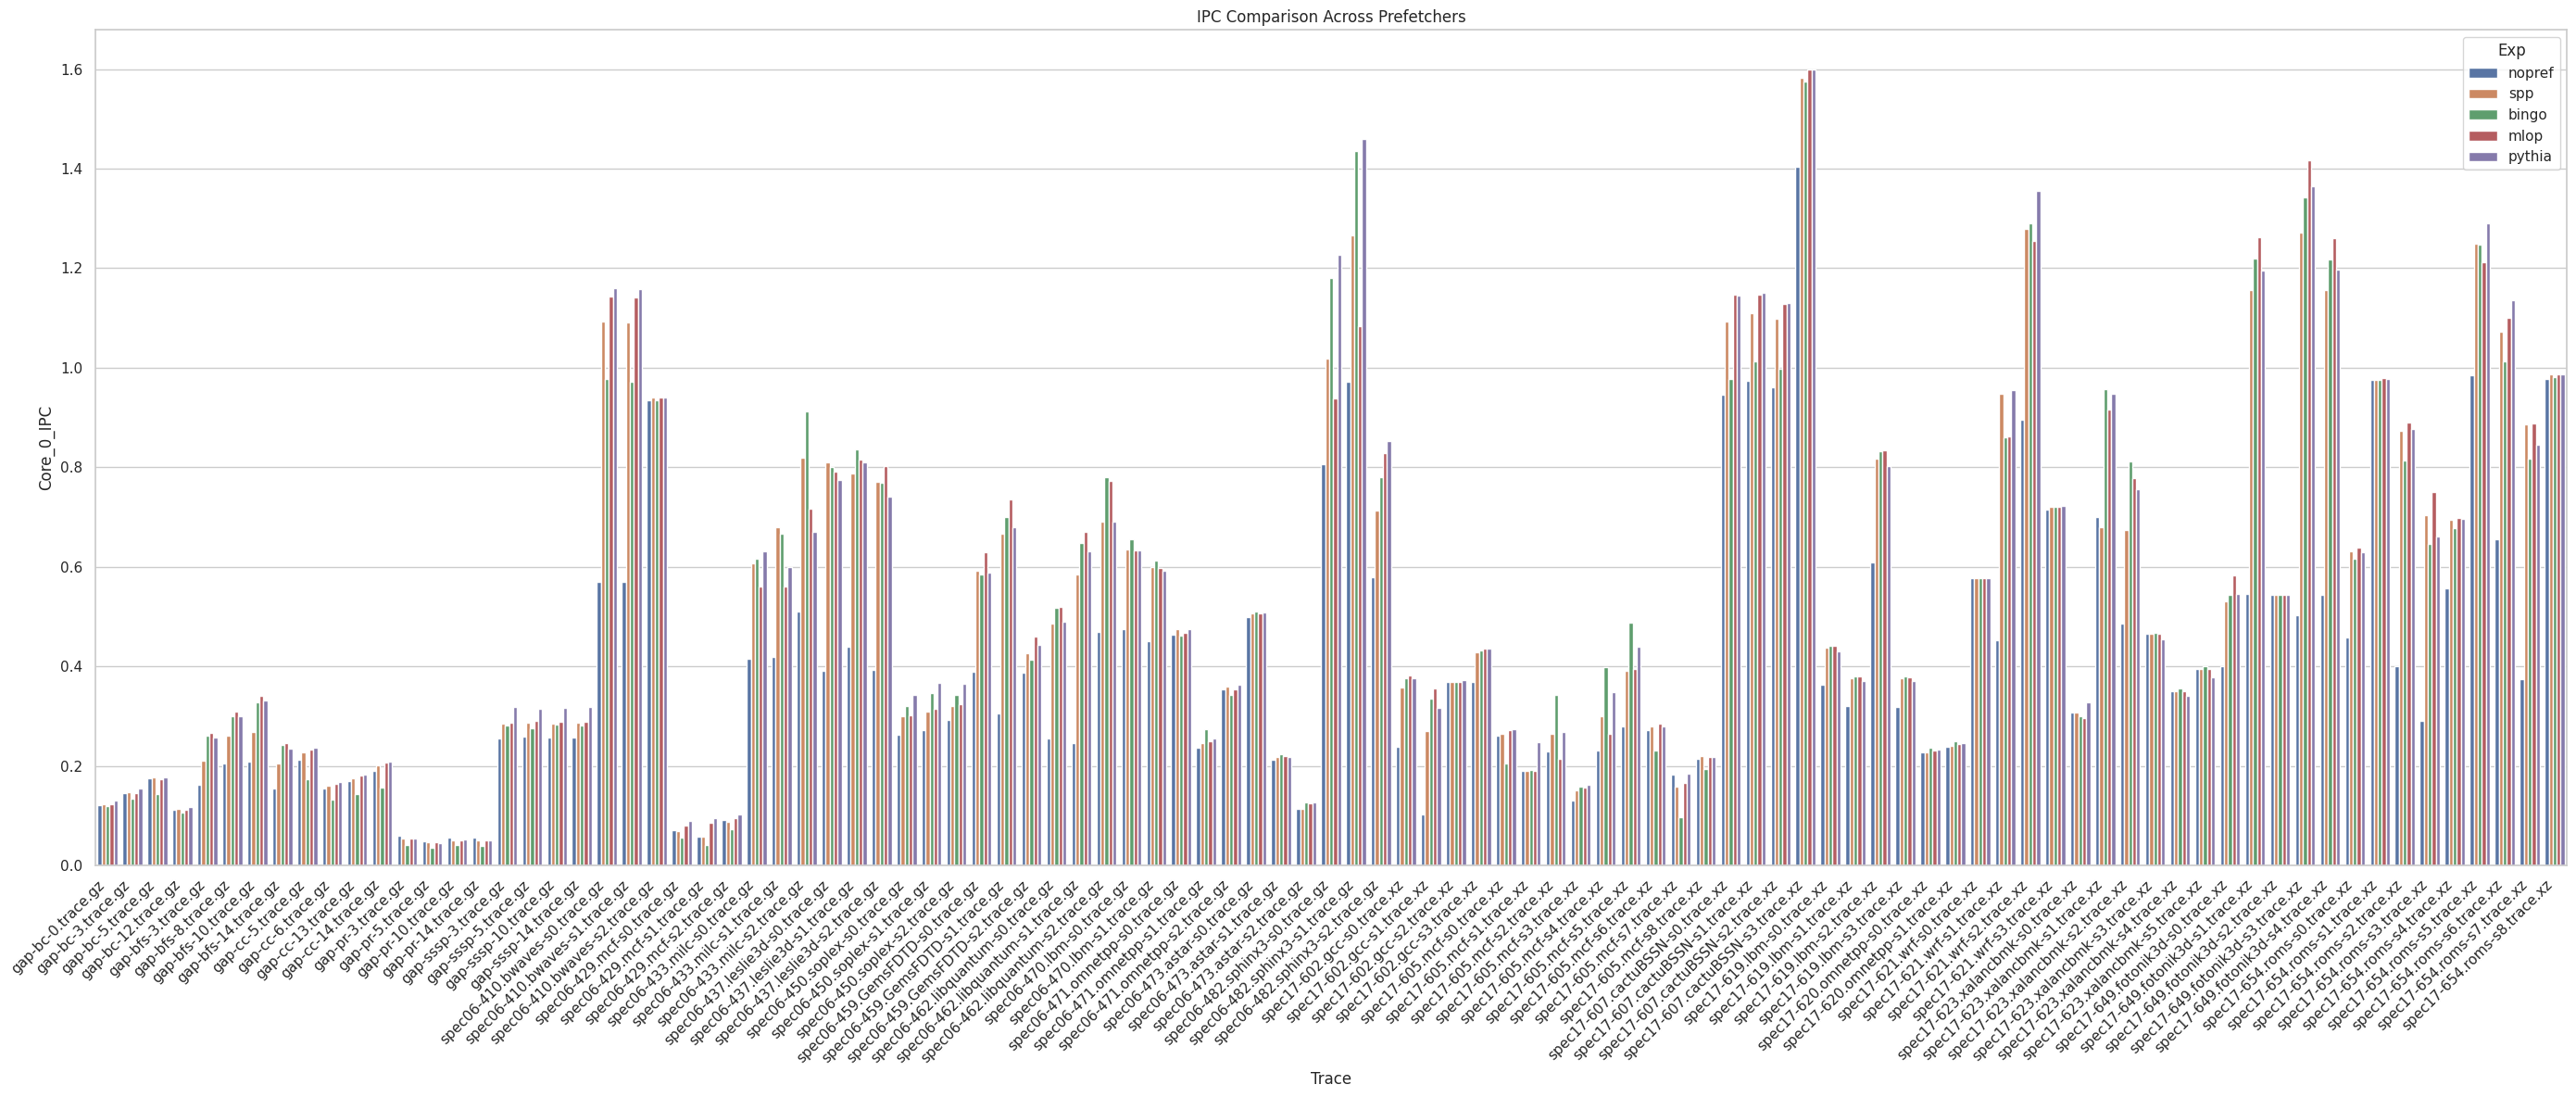 IPC Comparison Across Prefetchers
Core_0_IPC
1.6
1.4
1.2
1.0
0.8
0.6
0.4
0.2
0.0
Exp
nopref
spp
bingo
mlop
pythia
gap-bc-0.trace.gz
gap-bc-3.trace.gz
gap-bc-5.trace.gz
gap-bc-12.trace.gz
gap-bfs-3.trace.gz
gap-bfs-8.trace.gz
gap-bfs-10.trace.gz
gap-bfs-14.trace.gz
gap-cc-5.trace.gz
gap-cc-6.trace.gz
gap-cc-13.trace.gz
gap-cc-14.trace.gz
gap-pr-3.trace.gz
gap-pr-5.trace.gz
gap-pr-10.trace.gz
gap-pr-14.trace.gz
gap-sssp-3.trace.gz
gap-sssp-5.trace.gz
gap-sssp-10.trace.gz
gap-sssp-14.trace.gz
spec06-410.bwaves-s0.trace.gz
spec06-410.bwaves-s1.trace.gz
spec06-410.bwaves-s2.trace.gz
spec06-429.mcf-s0.trace.gz
spec06-429.mcf-s1.trace.gz
spec06-429.mcf-s2.trace.gz
spec06-433.milc-s0.trace.gz
spec06-433.milc-s1.trace.gz
spec06-433.milc-s2.trace.gz
spec06-437.leslie3d-s0.trace.gz
spec06-437.leslie3d-s1.trace.gz
spec06-437.leslie3d-s2.trace.gz
spec06-450.soplex-s0.trace.gz
spec06-450.soplex-s1.trace.gz
spec06-450.soplex-s2.trace.gz
spec06-459.GemsFDTD-s0.trace.gz
spec06-459.GemsFDTD-s1.trace.gz
spec06-459.GemsFDTD-s2.trace.gz
spec06-462.libquantum-s0.trace.gz
spec06-462.libquantum-s1.trace.gz
spec06-462.libquantum-s2.trace.gz
spec06-470.lbm-s0.trace.gz
spec06-470.lbm-s1.trace.gz
spec06-471.omnetpp-s0.trace.gz
spec06-471.omnetpp-s1.trace.gz
spec06-471.omnetpp-s2.trace.gz
spec06-473.astar-s0.trace.gz
spec06-473.astar-s1.trace.gz
spec06-473.astar-s2.trace.gz
spec06-482.sphinx3-s0.trace.gz
spec06-482.sphinx3-s1.trace.gz
spec06-482.sphinx3-s2.trace.gz
spec17-602.gcc-s0.trace.xz
spec17-602.gcc-s1.trace.xz
spec17-602.gcc-s2.trace.xz
spec17-602.gcc-s3.trace.xz
spec17-605.mcf-s0.trace.xz
spec17-605.mcf-s1.trace.xz
spec17-605.mcf-s2.trace.xz
spec17-605.mcf-s3.trace.xz
spec17-605.mcf-s4.trace.xz
spec17-605.mcf-s5.trace.xz
spec17-605.mcf-s6.trace.xz
spec17-605.mcf-s7.trace.xz
spec17-605.mcf-s8.trace.xz
spec17-607.cactuBSSN-s0.trace.xz
spec17-607.cactuBSSN-s1.trace.xz
spec17-607.cactuBSSN-s2.trace.xz
spec17-607.cactuBSSN-s3.trace.xz
spec17-619.lbm-s0.trace.xz
spec17-619.lbm-s1.trace.xz
spec17-619.lbm-s2.trace.xz
spec17-619.lbm-s3.trace.xz
spec17-620.omnetpp-s0.trace.xz
spec17-620.omnetpp-s1.trace.xz
spec17-621.wrf-s0.trace.xz
spec17-621.wrf-s1.trace.xz
spec17-621.wrf-s2.trace.xz
spec17-621.wrf-s3.trace.xz
spec17-623.xalancbmk-s0.trace.xz
spec17-623.xalancbmk-s1.trace.xz
spec17-623.xalancbmk-s2.trace.xz
spec17-623.xalancbmk-s3.trace.xz
spec17-623.xalancbmk-s4.trace.xz
spec17-623.xalancbmk-s5.trace.xz
spec17-649.fotonik3d-s0.trace.xz
spec17-649.fotonik3d-s1.trace.xz
spec17-649.fotonik3d-s2.trace.xz
spec17-649.fotonik3d-s3.trace.xz
spec17-649.fotonik3d-s4.trace.xz
spec17-654.roms-s0.trace.xz
spec17-654.roms-s1.trace.xz
spec17-654.roms-s2.trace.xz
spec17-654.roms-s3.trace.xz
spec17-654.roms-s4.trace.xz
spec17-654.roms-s5.trace.xz
spec17-654.roms-s6.trace.xz
spec17-654.roms-s7.trace.xz
spec17-654.roms-s8.trace.xz
Trace